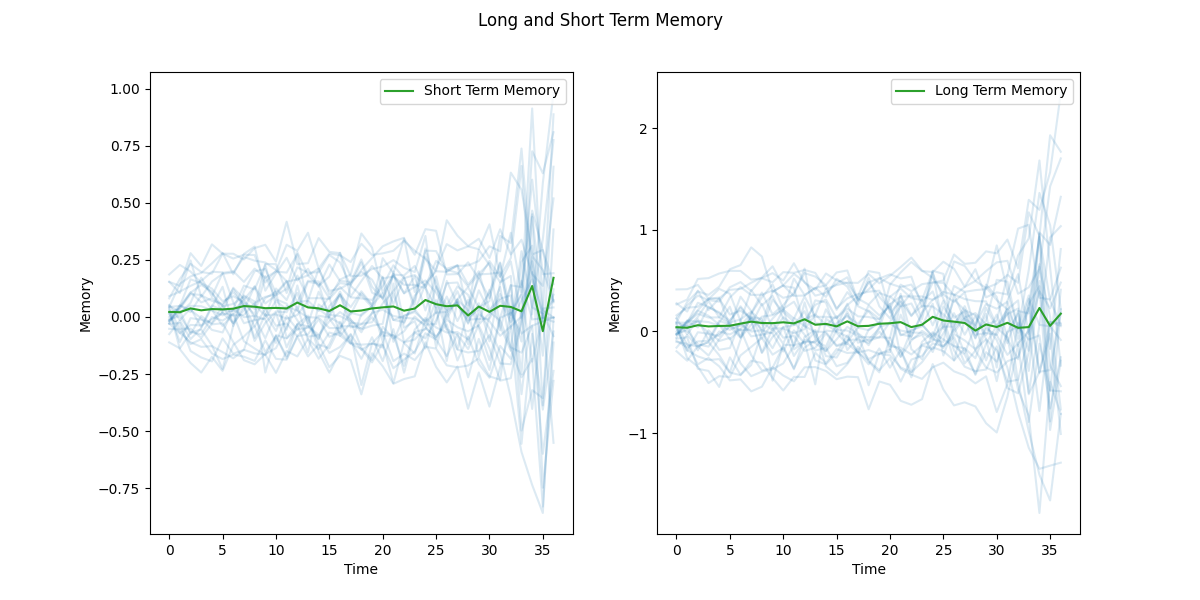 Long and Short Term Memory
Short Term Memory
1.00
0.75
0.50
0.25
0.00
−0.25
−0.50
−0.75
Memory
0 5 10 15 20 25 30 35
Time
Long Term Memory
2
1
0
−1
Memory
0 5 10 15 20 25 30 35
Time